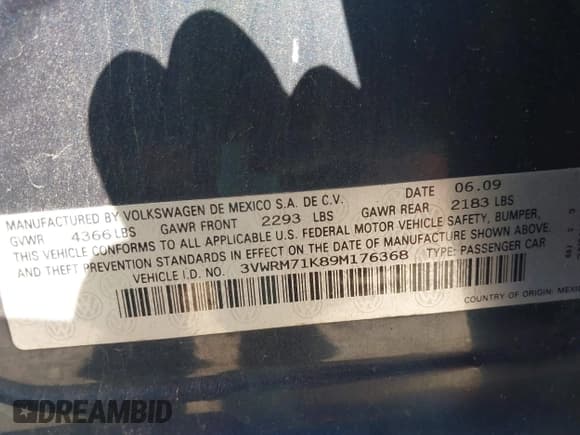 MANUFACTURED BY VOLKSWAGEN DE MEXICO S.A. DE C.V. DATE 06.09
GVWR 4366 LBS GAWR FRONT 2293 LBS GAWR REAR 2183 LBS
THIS VEHICLE CONFORMS TO ALL APPLICABLE U.S. FEDERAL MOTOR VEHICLE SAFETY, BUMPER,
AND THEFT PREVENTION STANDARDS IN EFFECT ON THE DATE OF MANUFACTURE SHOWN ABOVE.
VEHICLE I.D. NO. 3VWRM71K89M176368 TYPE: PASSENGER CAR
COUNTRY OF ORIGIN: MEXI
DREAMBID